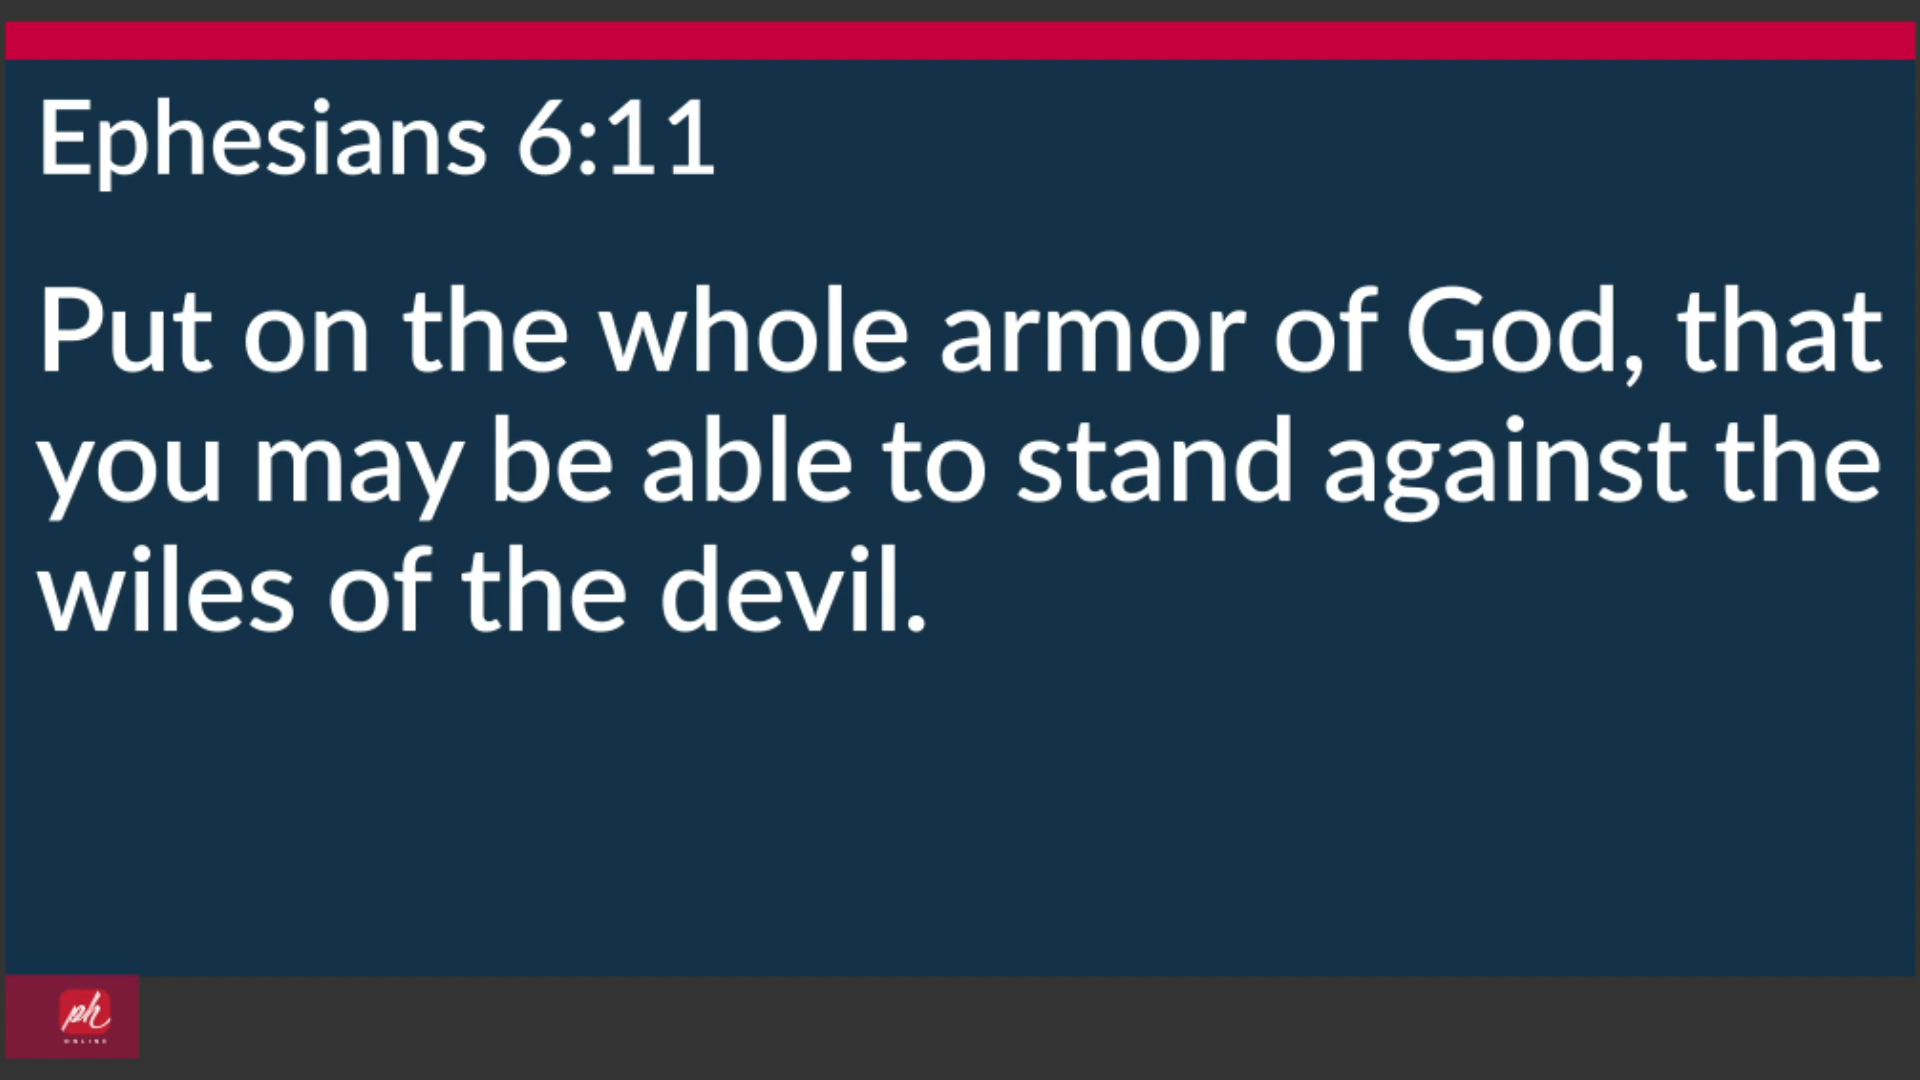 Ephesians 6:11
Put on the whole armor of God, that
you may be able to stand against the
wiles of the devil.
ph
ONLINE